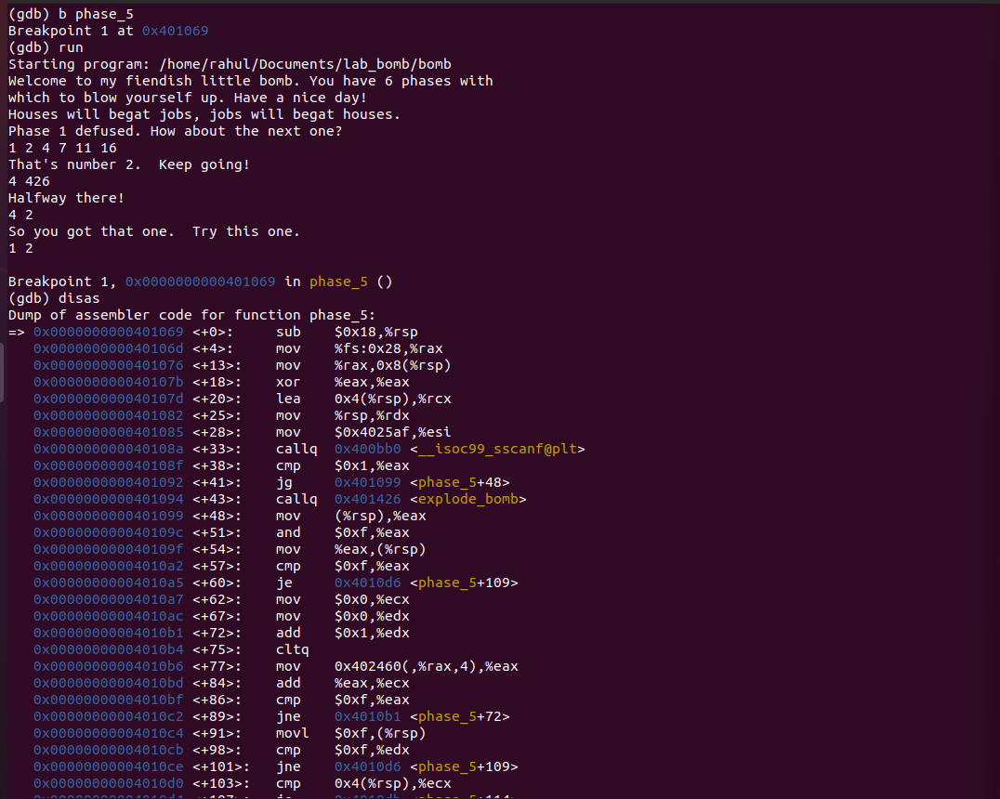 (gdb) b phase_5
Breakpoint 1 at 0x401069
(gdb) run
Starting program: /home/rahul/Documents/lab_bomb/bomb
Welcome to my fiendish little bomb. You have 6 phases with
which to blow yourself up. Have a nice day!
Houses will begat jobs, jobs will begat houses.
Phase 1 defused. How about the next one?
1 2 4 7 11 16
That's number 2.  Keep going!
4 426
Halfway there!
4 2
So you got that one.  Try this one.
1 2
Breakpoint 1, 0x0000000000401069 in phase_5 ()
(gdb) disas
Dump of assembler code for function phase_5:
=> 0x0000000000401069 <+0>:     sub    $0x18,%rsp
   0x000000000040106d <+4>:     mov    %fs:0x28,%rax
   0x0000000000401076 <+13>:    mov    %rax,0x8(%rsp)
   0x000000000040107b <+18>:    xor    %eax,%eax
   0x000000000040107d <+20>:    lea    0x4(%rsp),%rcx
   0x0000000000401082 <+25>:    mov    %rsp,%rdx
   0x0000000000401085 <+28>:    mov    $0x4025af,%esi
   0x000000000040108a <+33>:    callq  0x400bb0 <__isoc99_sscanf@plt>
   0x000000000040108f <+38>:    cmp    $0x1,%eax
   0x0000000000401092 <+41>:    jg     0x401099 <phase_5+48>
   0x0000000000401094 <+43>:    callq  0x401426 <explode_bomb>
   0x0000000000401099 <+48>:    mov    (%rsp),%eax
   0x000000000040109c <+51>:    and    $0xf,%eax
   0x000000000040109f <+54>:    mov    %eax,(%rsp)
   0x00000000004010a2 <+57>:    cmp    $0xf,%eax
   0x00000000004010a5 <+60>:    je     0x4010d6 <phase_5+109>
   0x00000000004010a7 <+62>:    mov    $0x0,%ecx
   0x00000000004010ac <+67>:    mov    $0x0,%edx
   0x00000000004010b1 <+72>:    add    $0x1,%edx
   0x00000000004010b4 <+75>:    cltq
   0x00000000004010b6 <+77>:    mov    0x402460(,%rax,4),%eax
   0x00000000004010bd <+84>:    add    %eax,%ecx
   0x00000000004010bf <+86>:    cmp    $0xf,%eax
   0x00000000004010c2 <+89>:    jne    0x4010b1 <phase_5+72>
   0x00000000004010c4 <+91>:    movl   $0xf,(%rsp)
   0x00000000004010cb <+98>:    cmp    $0xf,%edx
   0x00000000004010ce <+101>:   jne    0x4010d6 <phase_5+109>
   0x00000000004010d0 <+103>:   cmp    0x4(%rsp),%ecx